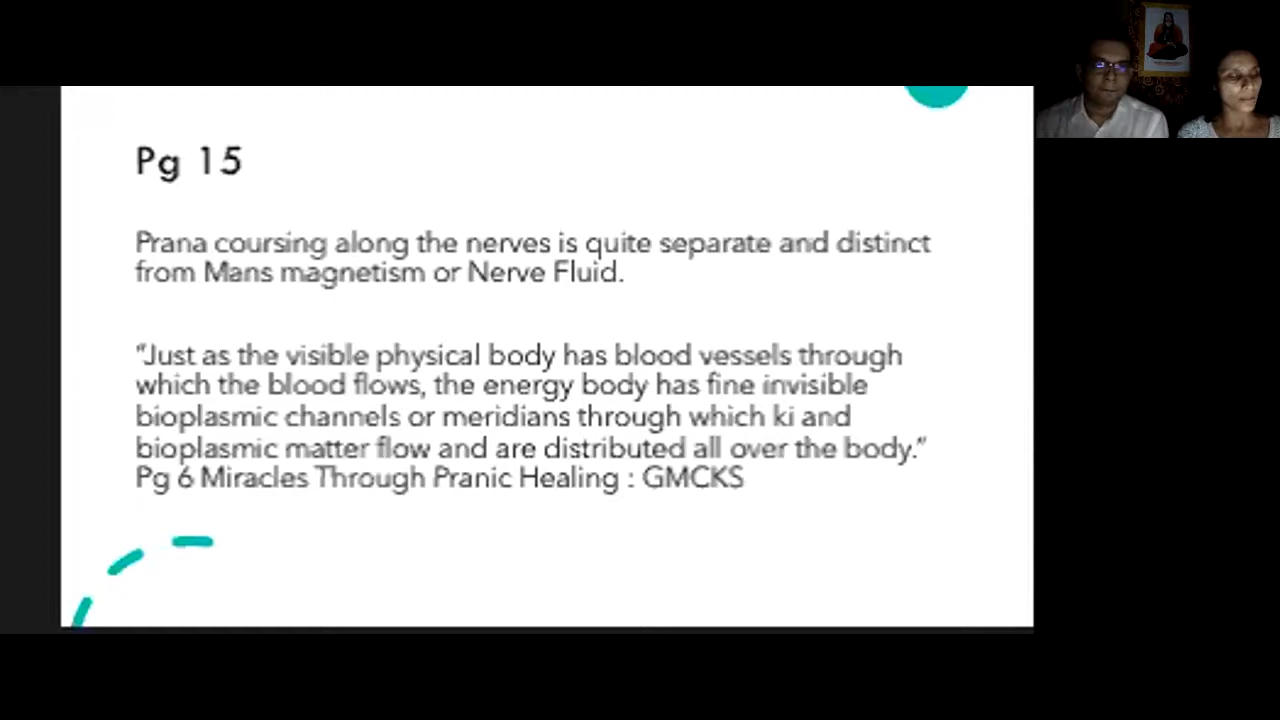 Pg 15
Prana coursing along the nerves is quite separate and distinct
from Mans magnetism or Nerve Fluid.
“Just as the visible physical body has blood vessels through
which the blood flows, the energy body has fine invisible
bioplasmic channels or meridians through which ki and
bioplasmic matter flow and are distributed all over the body.”
Pg 6 Miracles Through Pranic Healing : GMCKS